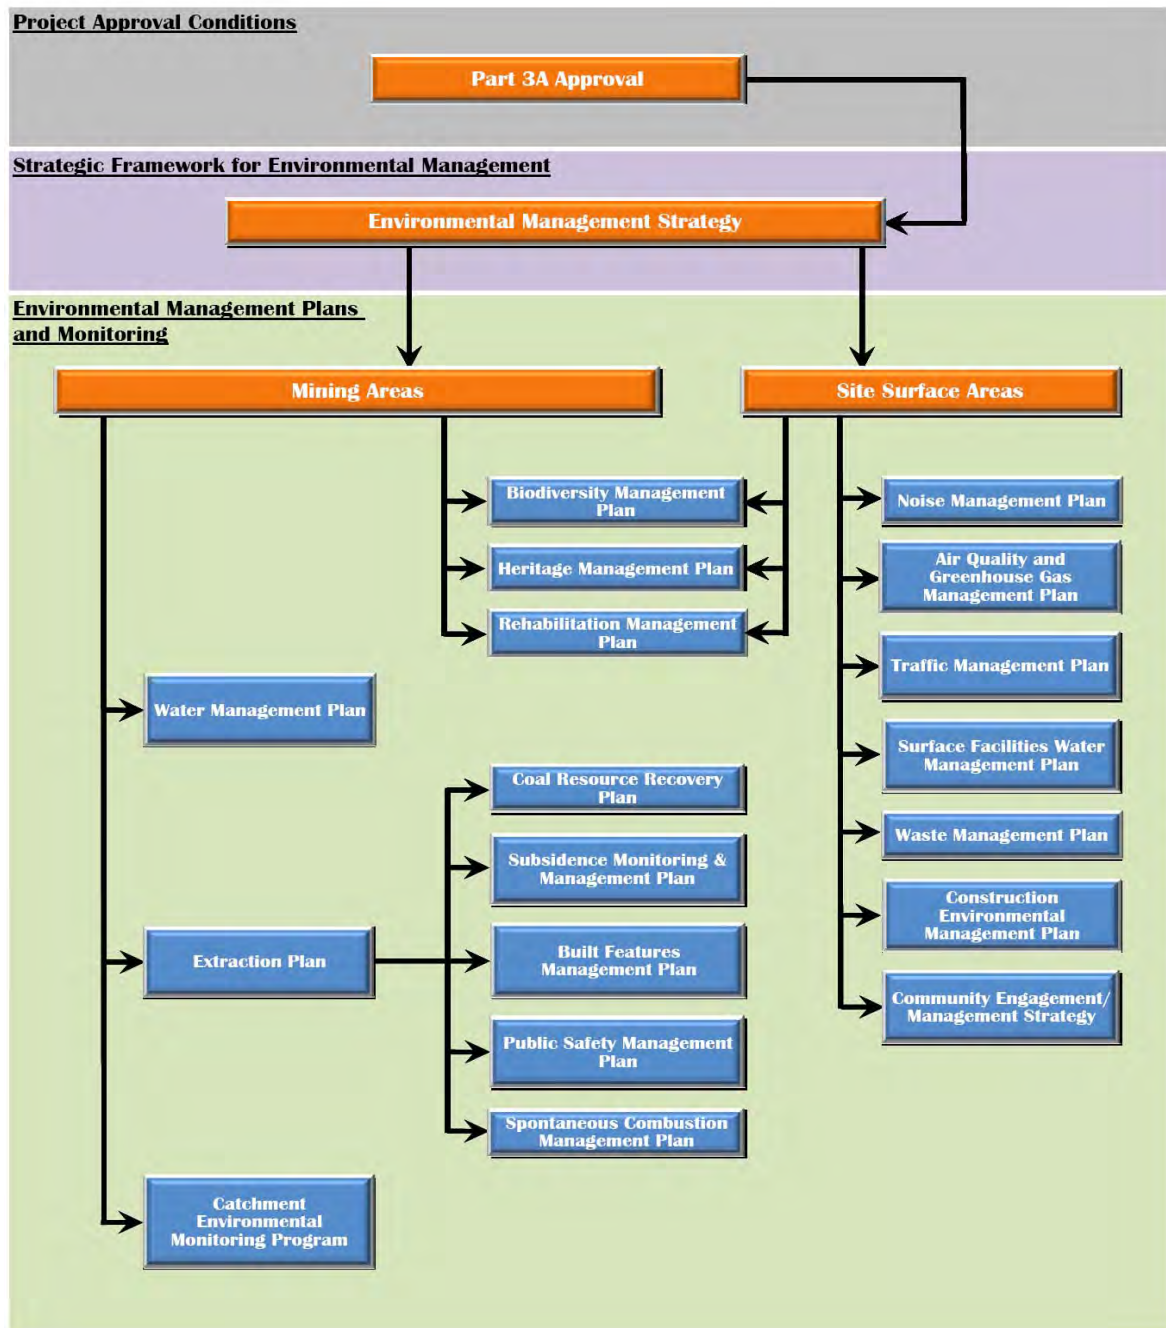 Project Approval Conditions
Part 3A Approval
Strategic Framework for Environmental Management
Environmental Management Strategy
Environmental Management Plans
and Monitoring
Mining Areas
Site Surface Areas
Biodiversity Management
Plan
Heritage Management Plan
Rehabilitation Management
Plan
Water Management Plan
Extraction Plan
Catchment
Environmental
Monitoring Program
Coal Resource Recovery
Plan
Subsidence Monitoring &
Management Plan
Built Features
Management Plan
Public Safety Management
Plan
Spontaneous Combustion
Management Plan
Noise Management Plan
Air Quality and
Greenhouse Gas
Management Plan
Traffic Management Plan
Surface Facilities Water
Management Plan
Waste Management Plan
Construction
Environmental
Management Plan
Community Engagement/
Management Strategy